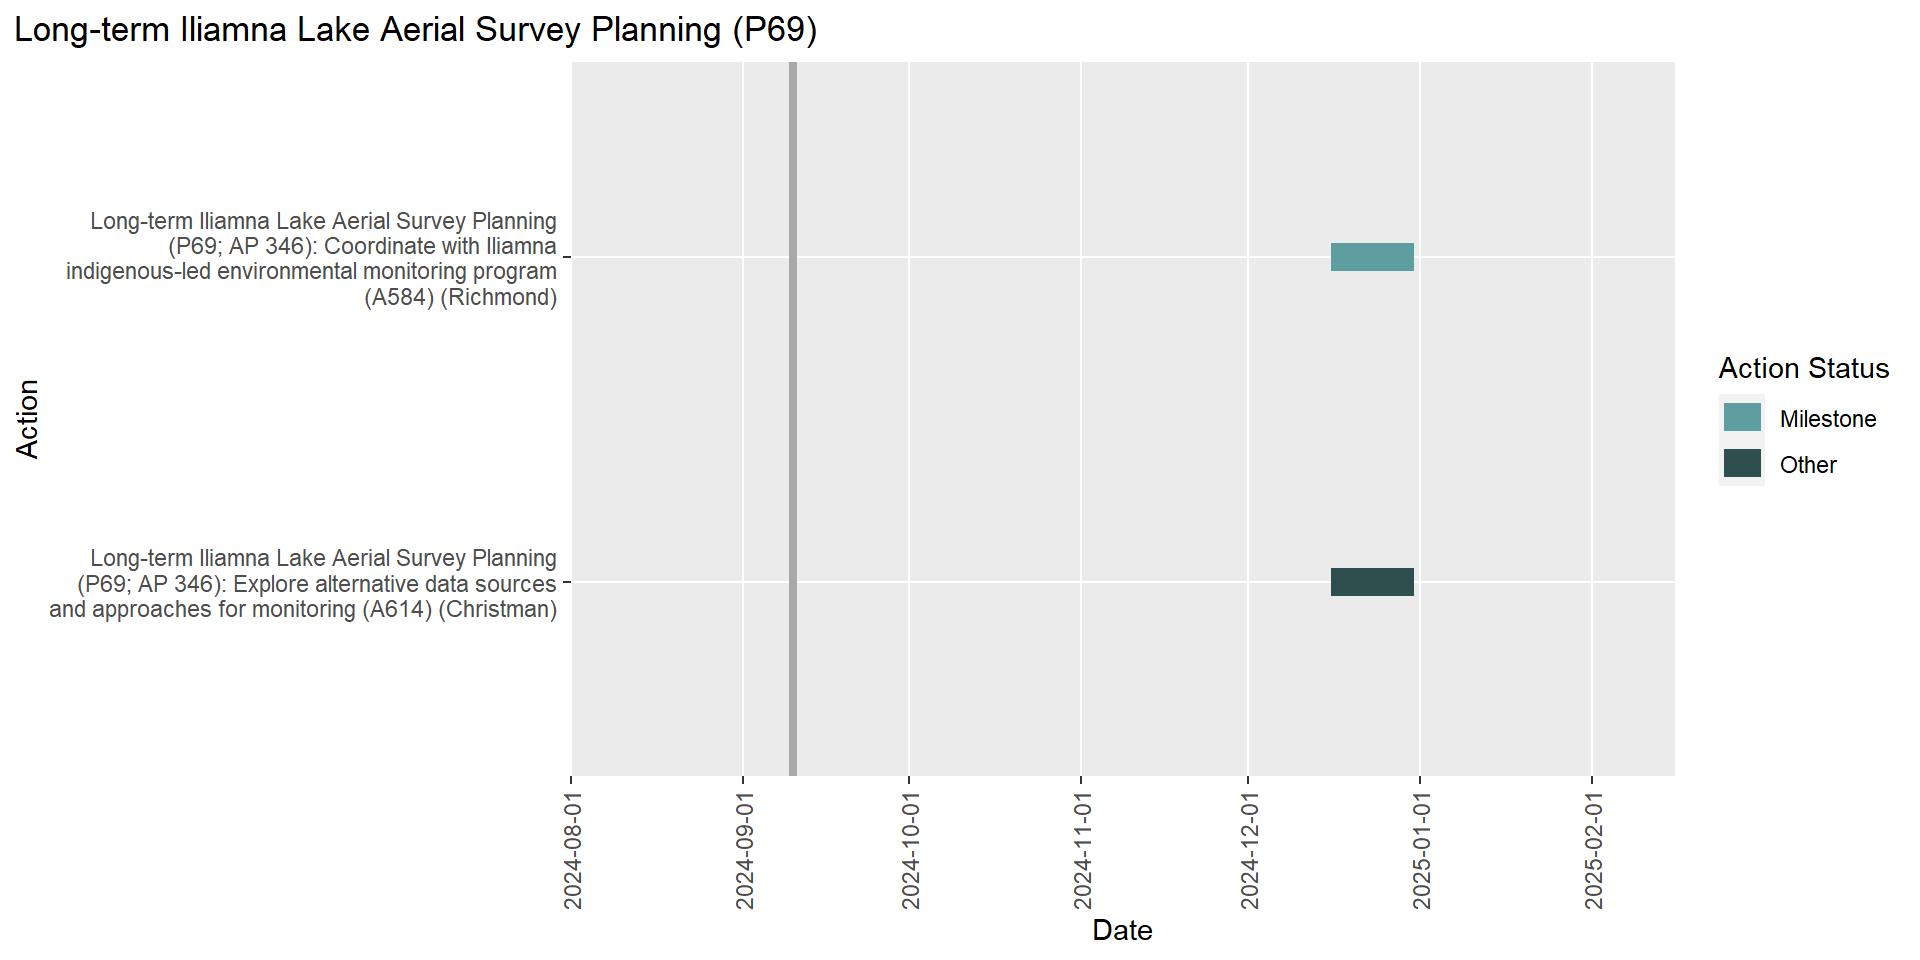 Long-term Iliamna Lake Aerial Survey Planning (P69)
Long-term Iliamna Lake Aerial Survey Planning
(P69; AP 346): Coordinate with Iliamna
indigenous-led environmental monitoring program
(A584) (Richmond)
Long-term Iliamna Lake Aerial Survey Planning
(P69; AP 346): Explore alternative data sources
and approaches for monitoring (A614) (Christman)
Action
2024-08-01
2024-09-01
2024-10-01
2024-11-01
2024-12-01
2025-01-01
2025-02-01
Date
Action Status
Milestone
Other